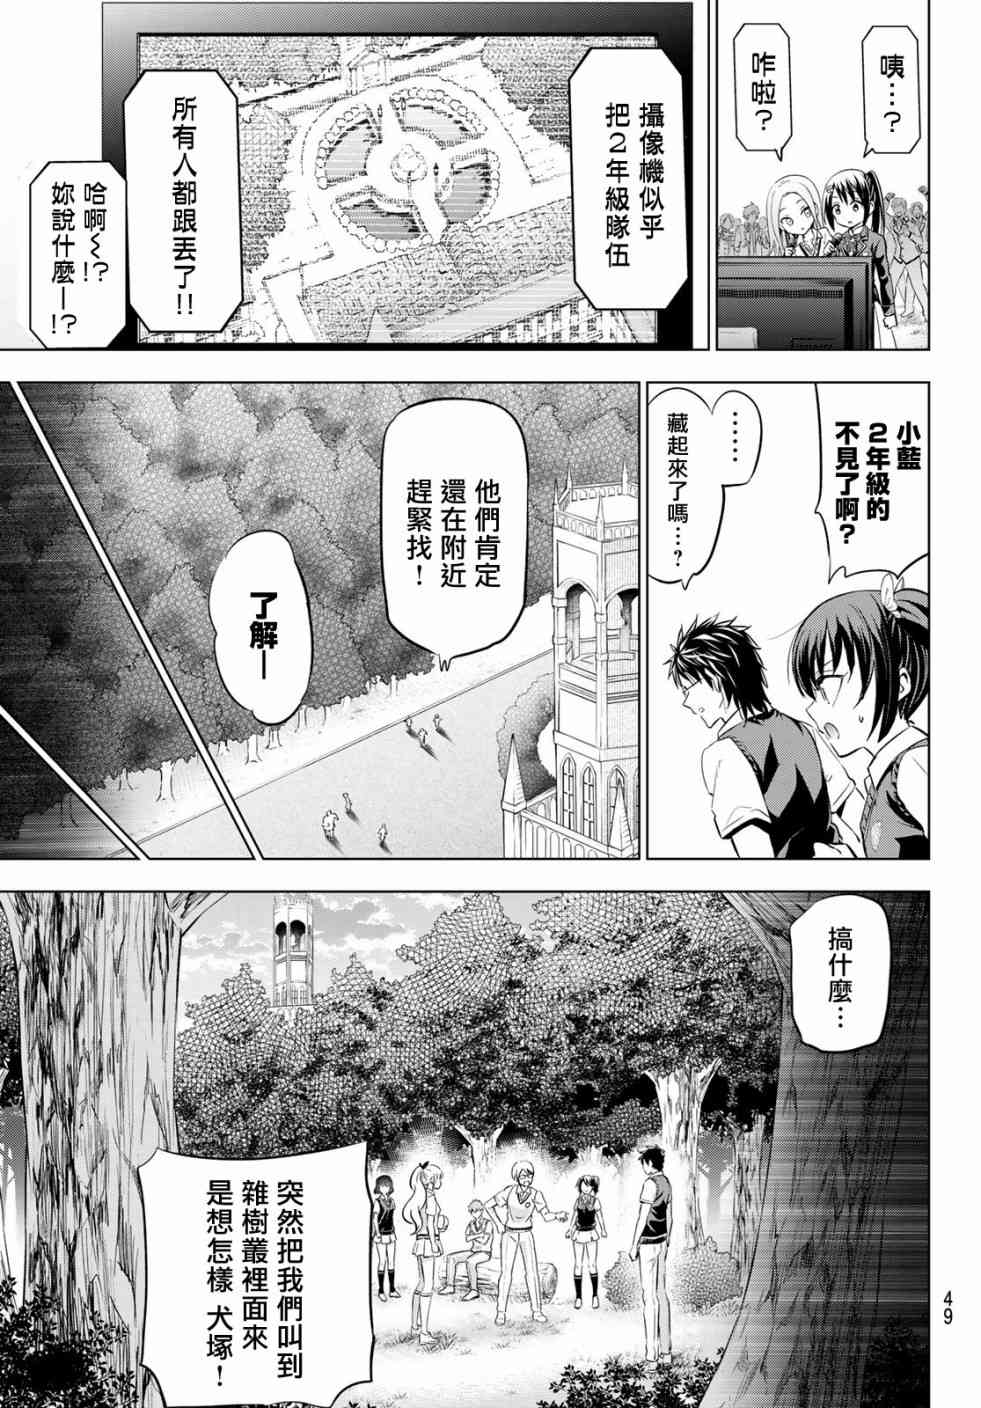 咦…?
咋啦?
攝像機似乎
把2年級隊伍
所有人都跟丟了!!
哈啊~!?
妳說什麼—!?
小藍
2年級的
不見了啊?
……
藏起來了嗎…?
他們肯定
還在附近
趕緊找!
了解—
搞什麼…
突然把我們叫到
雜樹叢裡面來
是想怎樣 犬塚!
49